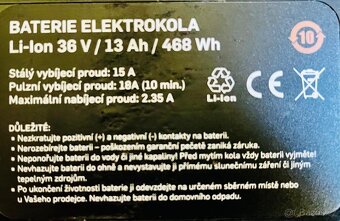 BATERIE ELEKTROKOLA
Li-Ion 36 V / 13 Ah / 468 Wh
10
Stálý vybíjecí proud: 15 A
Pulzní vybíjecí proud: 18A (10 min.)
Maximální nabíjecí proud: 2.35 A
Li-ion
CE
DŮLEŽITÉ:
• Nezkratujte pozitivní (+) a negativní (-) kontakty na baterii.
• Nerozebírejte baterii – poškozením garanční pečetě zaniká záruka.
• Neponořujte baterii do vody či jiné kapaliny! Před mytím kola vždy baterii vyjměte!
• Nevhazujte baterii do ohně a nevystavujte ji přímému slunečnímu záření či jiným
tepelným zdrojům.
• Po ukončení životnosti baterie ji odevzdejte na určeném sběrném místě nebo
u Vašeho prodejce. Nevhazujte baterii do domovního odpadu.